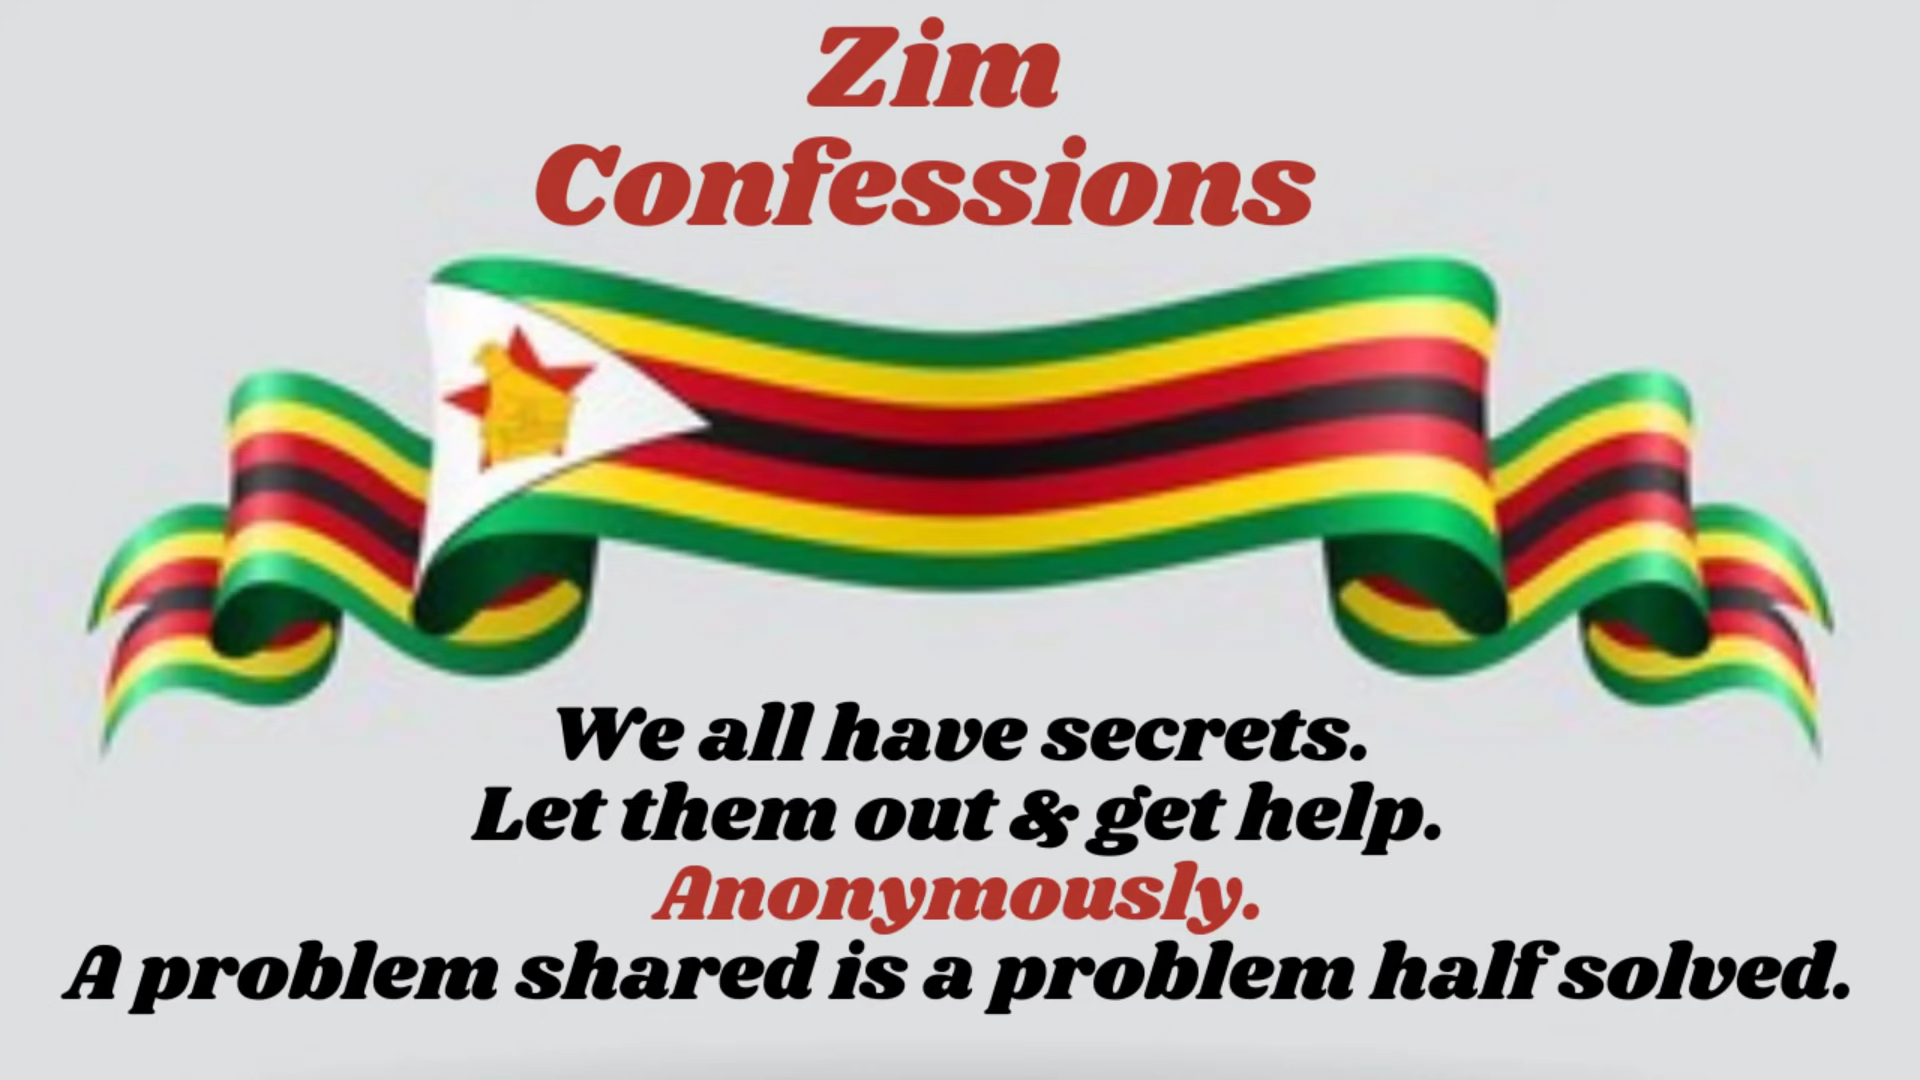 Zim
Confessions
We all have secrets.
Let them out & get help.
Anonymously.
A problem shared is a problem half solved.